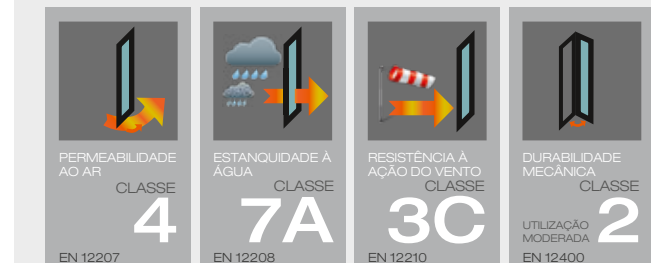 PERMEABILIDADE
AO AR
CLASSE
4
EN 12207
ESTANQUIDADE À
ÁGUA
CLASSE
7A
EN 12208
RESISTÊNCIA À
AÇÃO DO VENTO
CLASSE
3C
EN 12210
DURABILIDADE
MECÂNICA
CLASSE
UTILIZAÇÃO
MODERADA
2
EN 12400